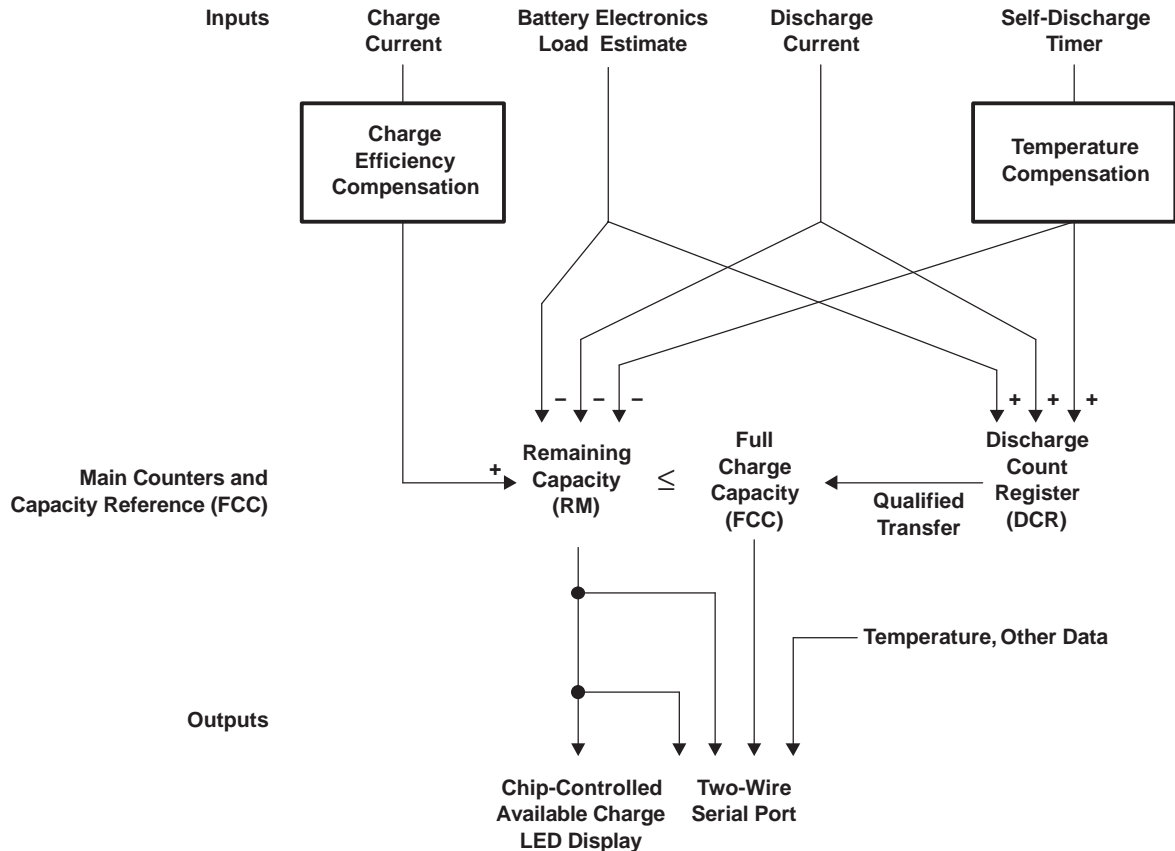 Inputs
Charge
Current
Battery Electronics
Load Estimate
Discharge
Current
Self-Discharge
Timer
Charge
Efficiency
Compensation
Temperature
Compensation
– – –
+ + +
Main Counters and
Capacity Reference (FCC)
+
Remaining
Capacity
(RM)
≤
Full
Charge
Capacity
(FCC)
Qualified
Transfer
Discharge
Count
Register
(DCR)
Temperature, Other Data
Outputs
Chip-Controlled
Available Charge
LED Display
Two-Wire
Serial Port